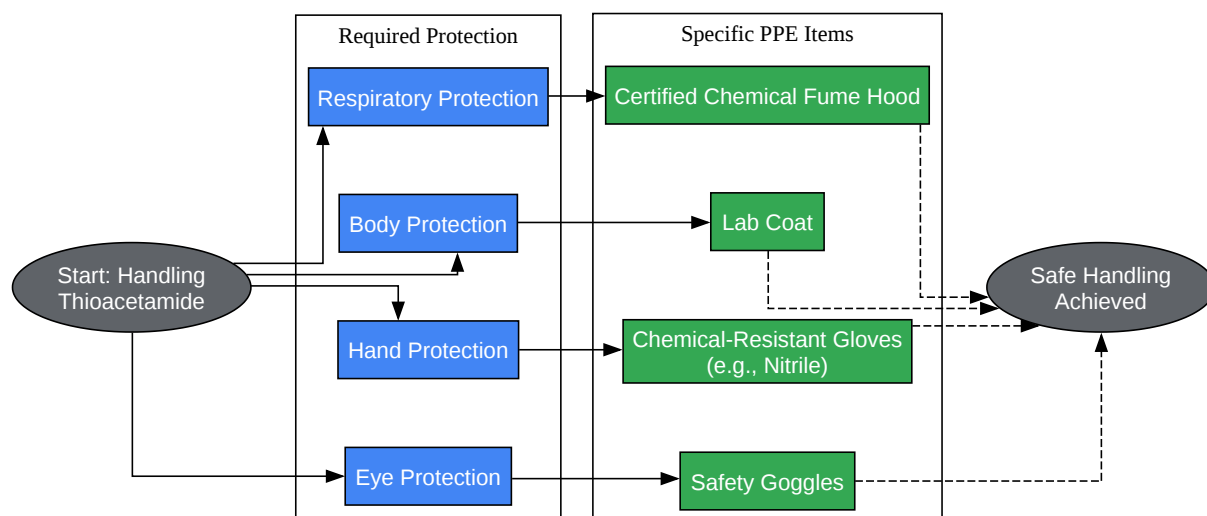 Required Protection
Specific PPE Items
Respiratory Protection
Certified Chemical Fume Hood
Body Protection
Lab Coat
Start: Handling
Thioacetamide
Safe Handling
Achieved
Hand Protection
Chemical-Resistant Gloves
(e.g., Nitrile)
Eye Protection
Safety Goggles